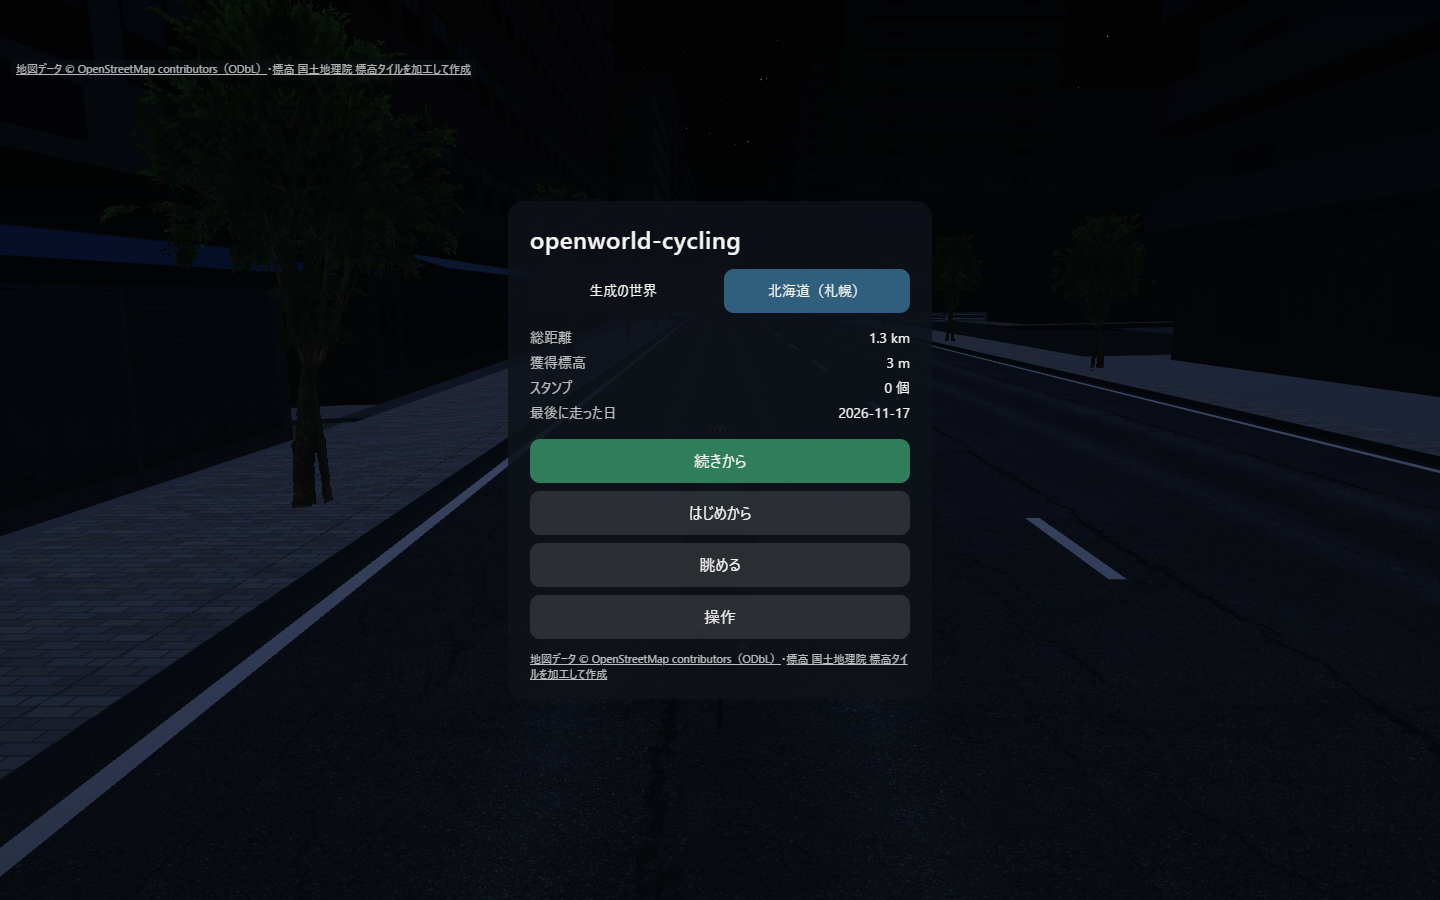 地図データ © OpenStreetMap contributors（ODbL）・標高 国土地理院 標高タイルを加工して作成
openworld-cycling
生成の世界
北海道（札幌）
総距離 1.3 km
獲得標高 3 m
スタンプ 0 個
最後に走った日 2026-11-17
続きから
はじめから
眺める
操作
地図データ © OpenStreetMap contributors（ODbL）・標高 国土地理院 標高タイ
ルを加工して作成